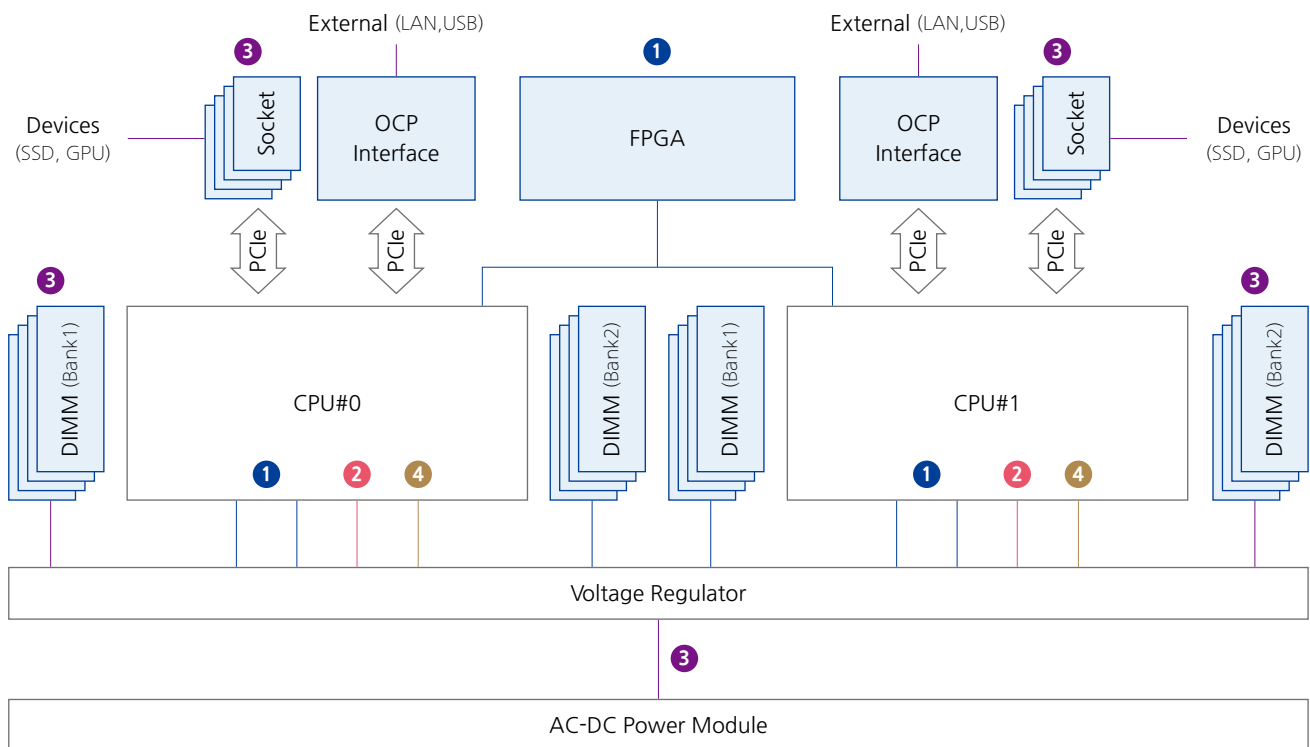 External (LAN,USB)
External (LAN,USB)
3
1
3
Devices
(SSD, GPU)
Socket
OCP
Interface
FPGA
OCP
Interface
Socket
Devices
(SSD, GPU)
PCIe
PCIe
PCIe
PCIe
3
3
DIMM (Bank1)
CPU#0
DIMM (Bank2)
DIMM (Bank1)
CPU#1
DIMM (Bank2)
1
2
4
1
2
4
Voltage Regulator
3
AC-DC Power Module